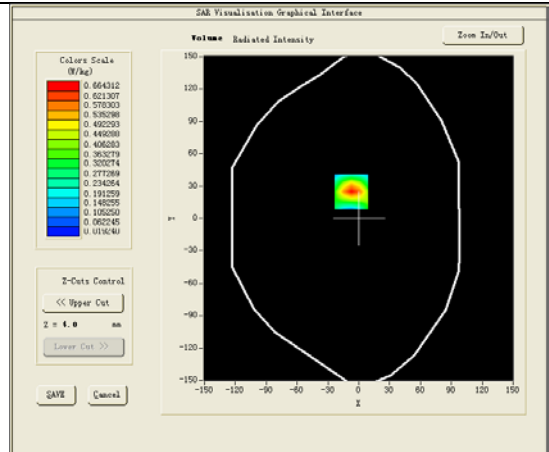 SAR Visualisation Graphical Interface
Volume Radiated Intensity
Zoom In/Out
Colors Scale
(W/kg)
0.664312
0.621307
0.578303
0.535298
0.492293
0.449288
0.406283
0.363279
0.320274
0.277269
0.234264
0.191259
0.148255
0.105250
0.062245
0.019240
150
120
90
60
30
0
-30
-60
-90
-120
-150
Y
-150 -120 -90 -60 -30 0 30 60 90 120 150
X
Z-Cuts Control
<< Upper Cut
Z = 4.0 mm
Lower Cut >>
SAVE Cancel